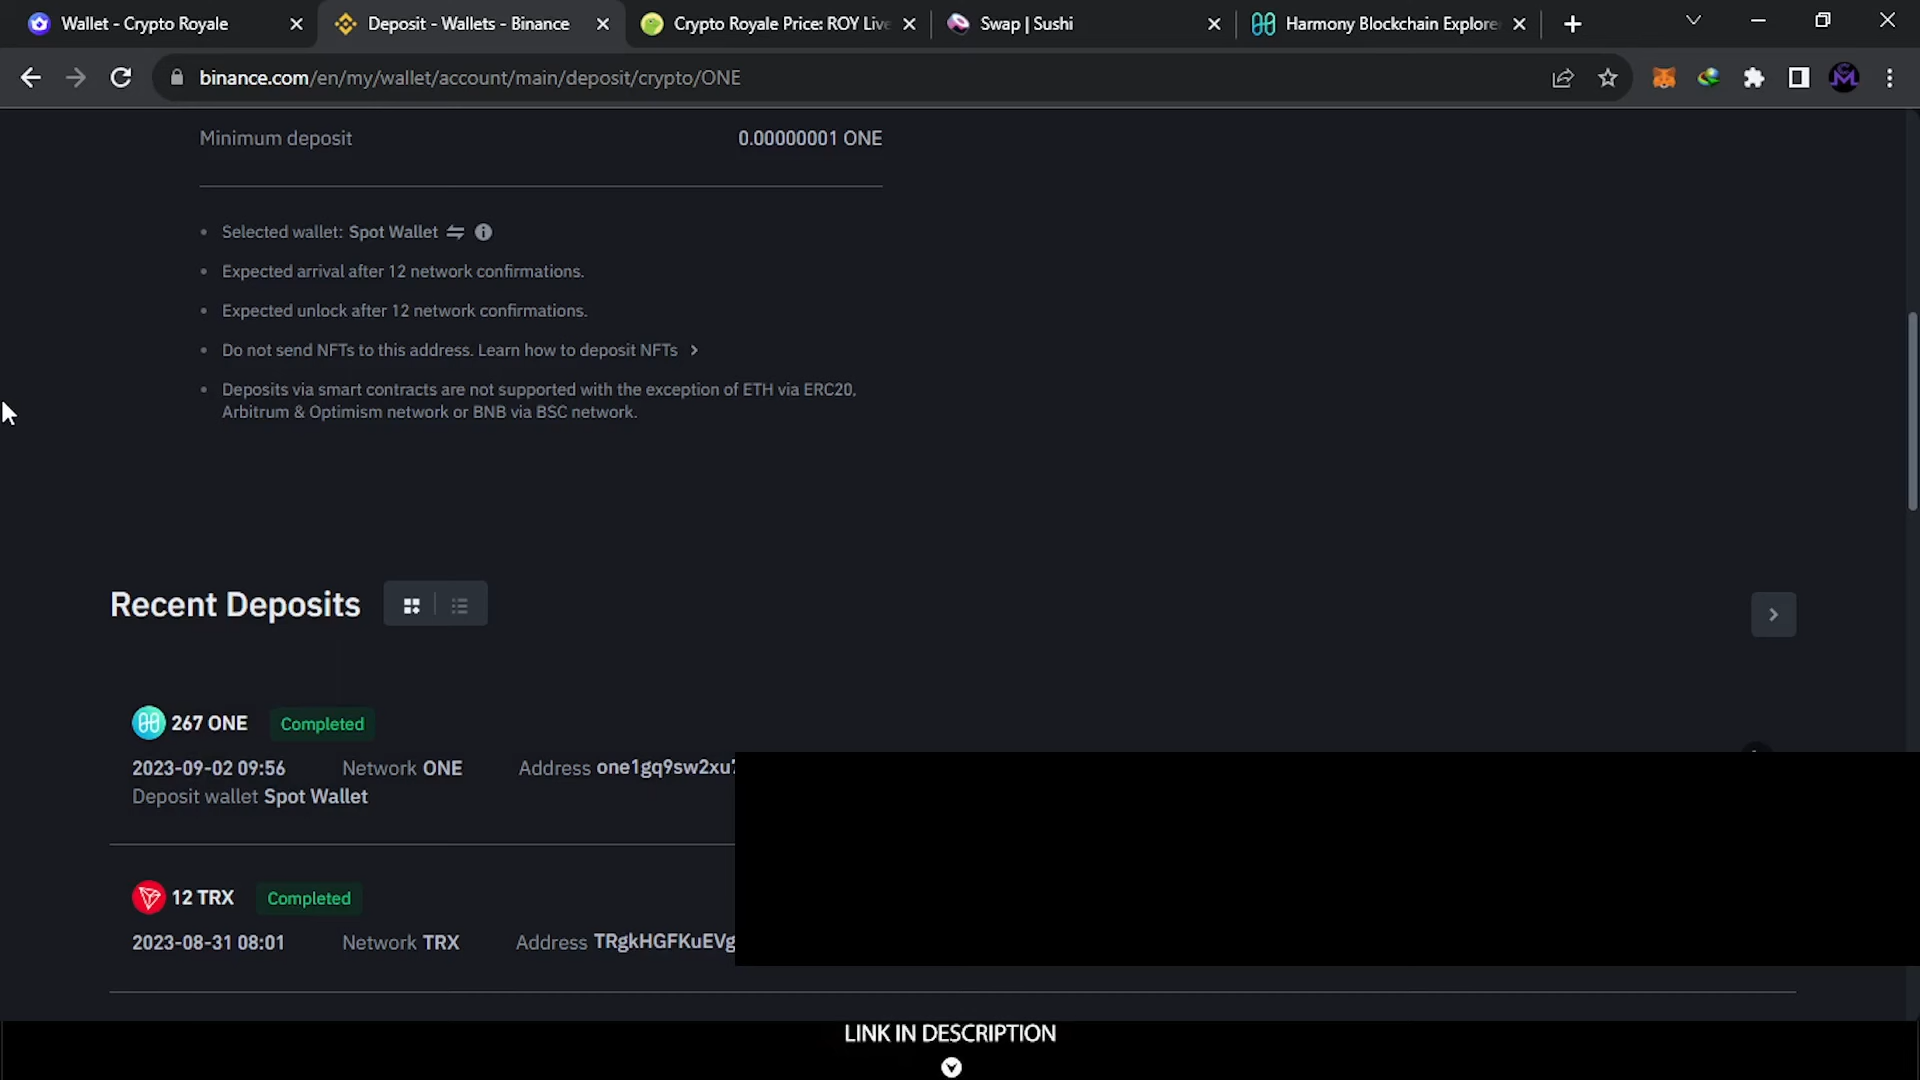 Wallet - Crypto Royale
Deposit - Wallets - Binance
Crypto Royale Price: ROY Live
Swap | Sushi
Harmony Blockchain Explore
binance.com/en/my/wallet/account/main/deposit/crypto/ONE
Minimum deposit 0.00000001 ONE
Selected wallet: Spot Wallet
Expected arrival after 12 network confirmations.
Expected unlock after 12 network confirmations.
Do not send NFTs to this address. Learn how to deposit NFTs
Deposits via smart contracts are not supported with the exception of ETH via ERC20,
Arbitrum & Optimism network or BNB via BSC network.
Recent Deposits
267 ONE Completed
2023-09-02 09:56 Network ONE Address one1gq9sw2xu
Deposit wallet Spot Wallet
12 TRX Completed
2023-08-31 08:01 Network TRX Address TRgkHGFKuEVg
LINK IN DESCRIPTION